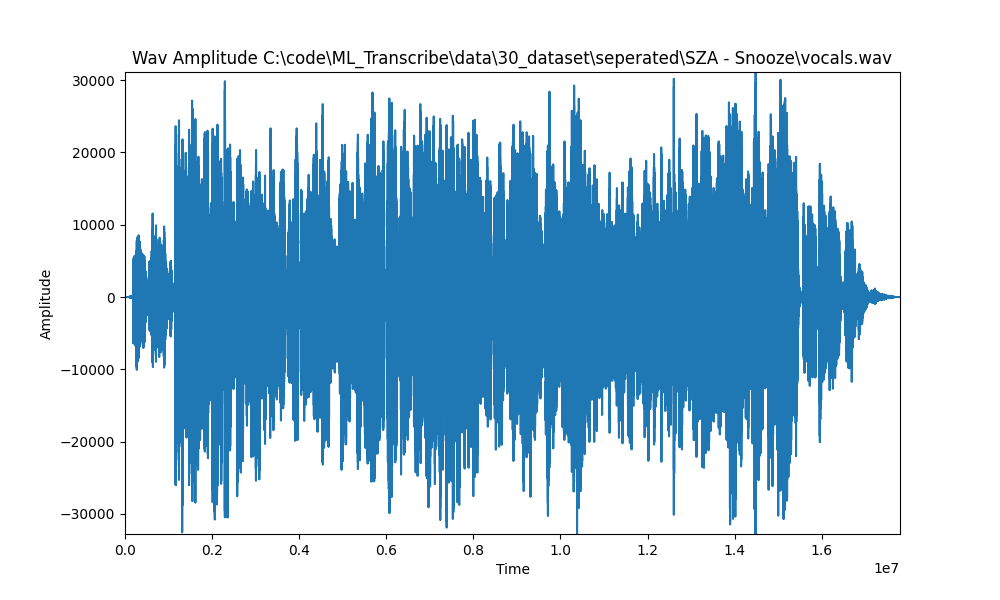 Wav Amplitude C:\code\ML_Transcribe\data\30_dataset\seperated\SZA - Snooze\vocals.wav
30000
20000
10000
0
−10000
−20000
−30000
Amplitude
0.0 0.2 0.4 0.6 0.8 1.0 1.2 1.4 1.6
1e7
Time